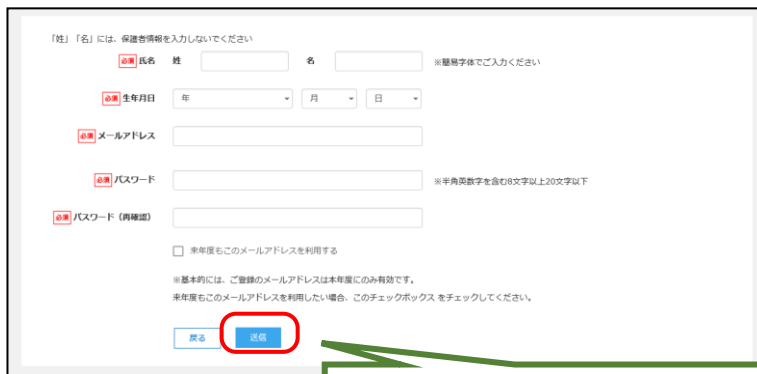 「姓」「名」には、保護者情報を入力しないでください
必須 氏名 姓 名 ※簡易字体でご入力ください
必須 生年月日 年 月 日
必須 メールアドレス
必須 パスワード ※半角英数字を含む8文字以上20文字以下
必須 パスワード（再確認）
来年度もこのメールアドレスを利用する
※基本的には、ご登録のメールアドレスは本年度にのみ有効です。
来年度もこのメールアドレスを利用したい場合、このチェックボックス をチェックしてください。
戻る 送信